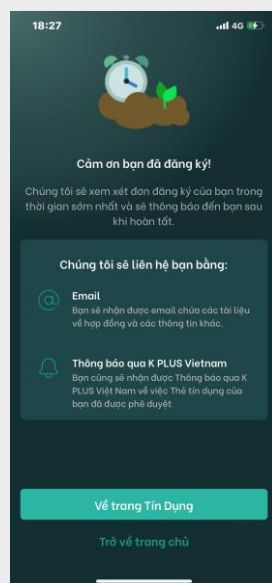 18:27
4G
Cảm ơn bạn đã đăng ký!
Chúng tôi sẽ xem xét đơn đăng ký của bạn trong
thời gian sớm nhất và sẽ thông báo đến bạn sau
khi hoàn tất.
Chúng tôi sẽ liên hệ bạn bằng:
Email
Bạn sẽ nhận được email chứa các tài liệu
về hợp đồng và các thông tin khác.
Thông báo qua K PLUS Vietnam
Bạn cũng sẽ nhận được Thông báo qua K
PLUS Việt Nam về việc Thẻ tín dụng của
bạn đã được phê duyệt
Về trang Tín Dụng
Trở về trang chủ